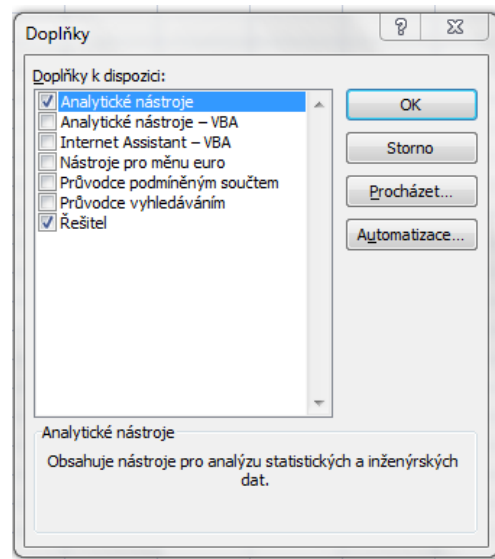 Doplňky
Doplňky k dispozici:
Analytické nástroje
Analytické nástroje – VBA
Internet Assistant – VBA
Nástroje pro měnu euro
Průvodce podmíněným součtem
Průvodce vyhledáváním
Řešitel
OK
Storno
Procházet...
Automatizace...
Analytické nástroje
Obsahuje nástroje pro analýzu statistických a inženýrských
dat.